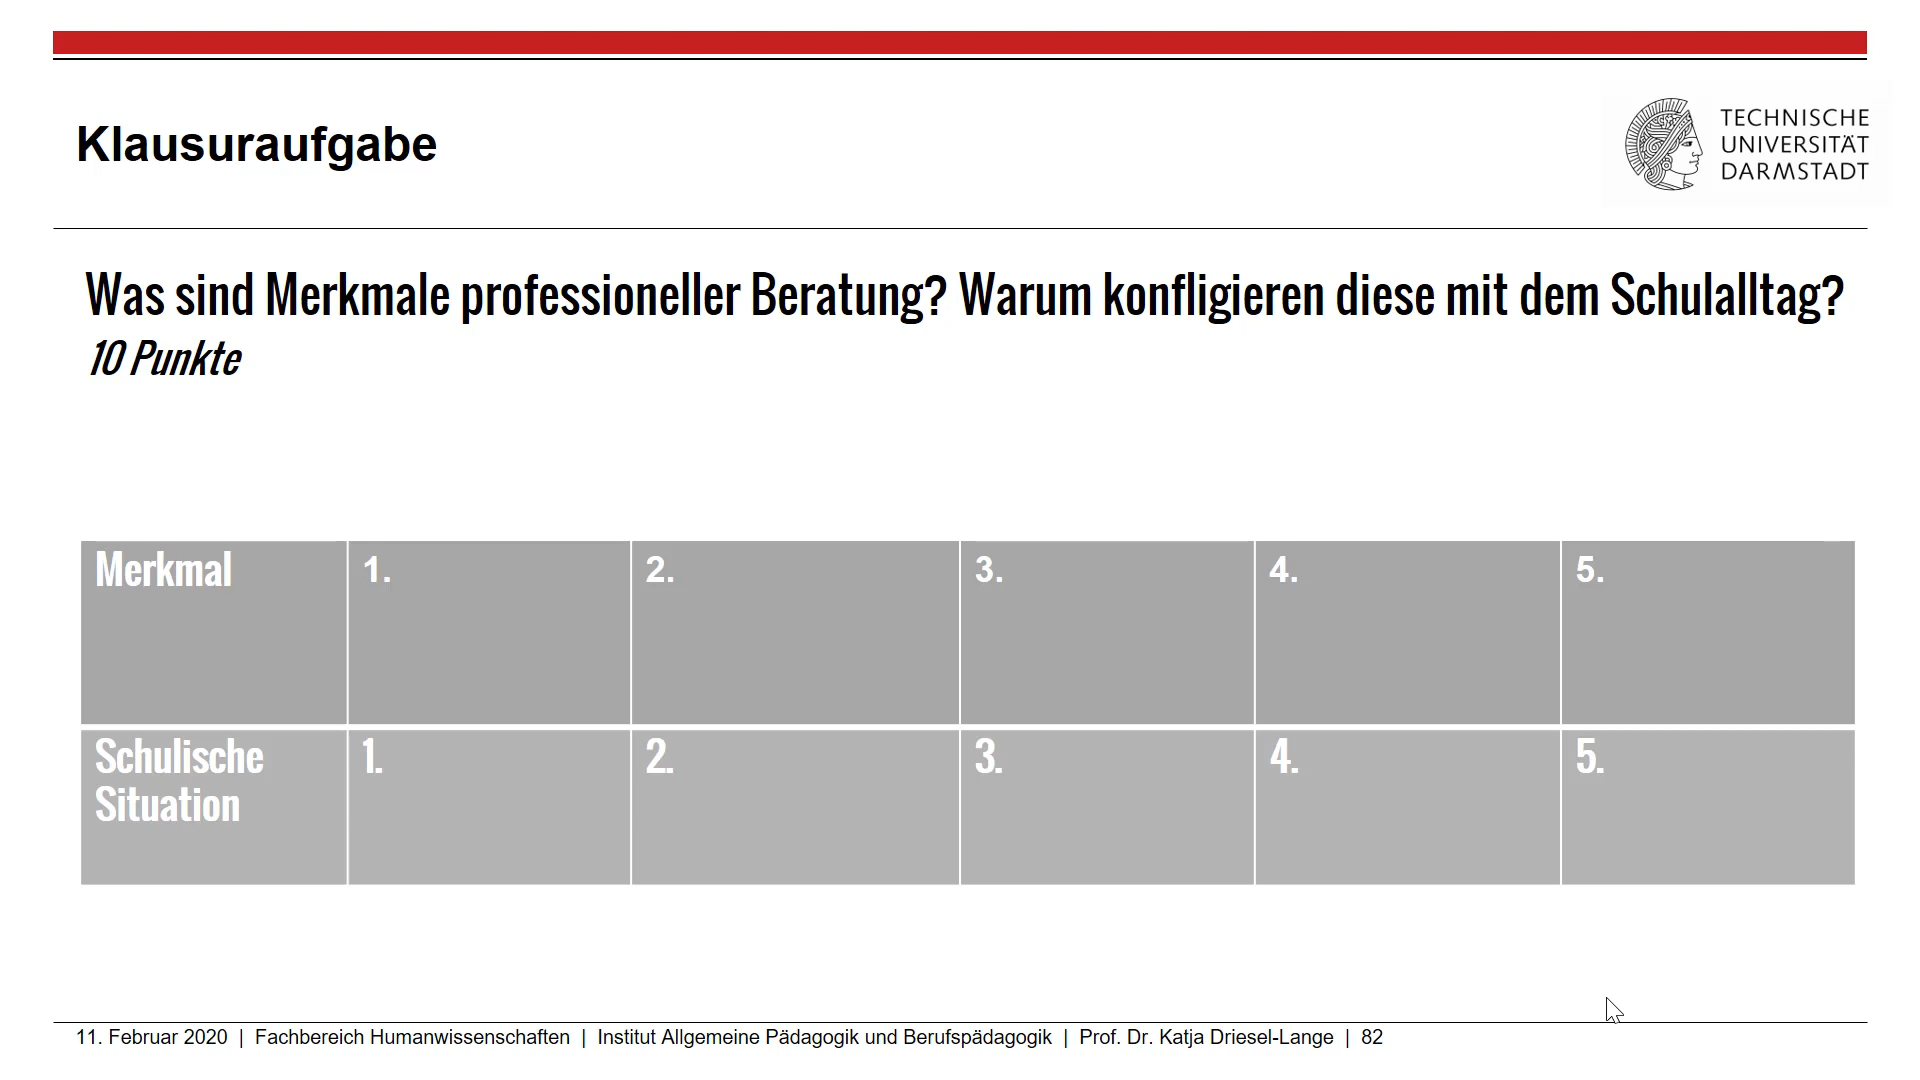 Klausuraufgabe
TECHNISCHE
UNIVERSITÄT
DARMSTADT
Was sind Merkmale professioneller Beratung? Warum konfligieren diese mit dem Schulalltag?
10 Punkte
Merkmal 1. 2. 3. 4. 5.
Schulische 1. 2. 3. 4. 5.
Situation
11. Februar 2020 | Fachbereich Humanwissenschaften | Institut Allgemeine Pädagogik und Berufspädagogik | Prof. Dr. Katja Driesel-Lange | 82